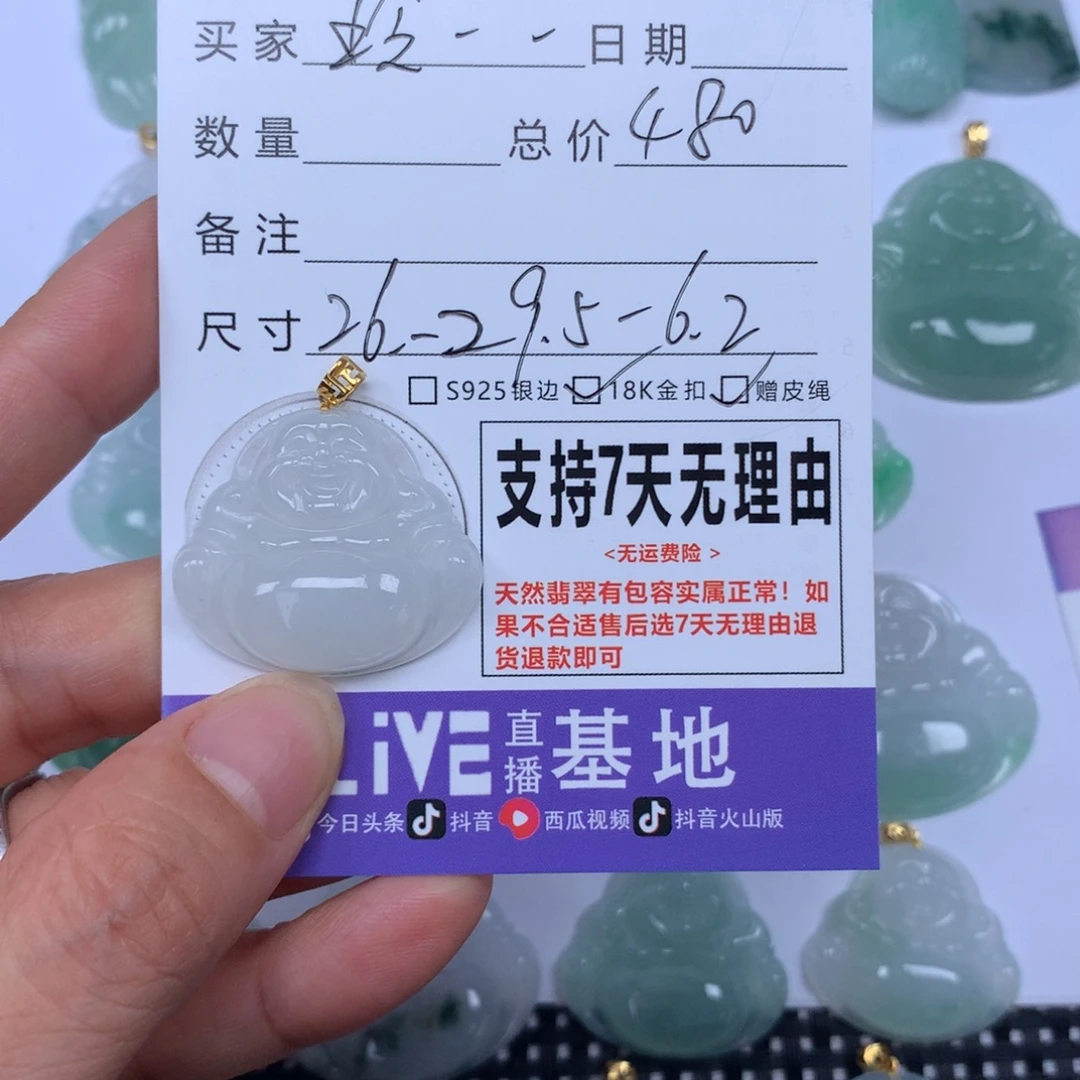 买家 日期
数量 总价 480
备注
尺寸 26-29.5-6.2
S925银边 18K金扣 赠皮绳
支持7天无理由
<无运费险 >
天然翡翠有包容实属正常！如
果不合适售后选7天无理由退
货退款即可
LiVE 直播 基地
今日头条 抖音 西瓜视频 抖音火山版